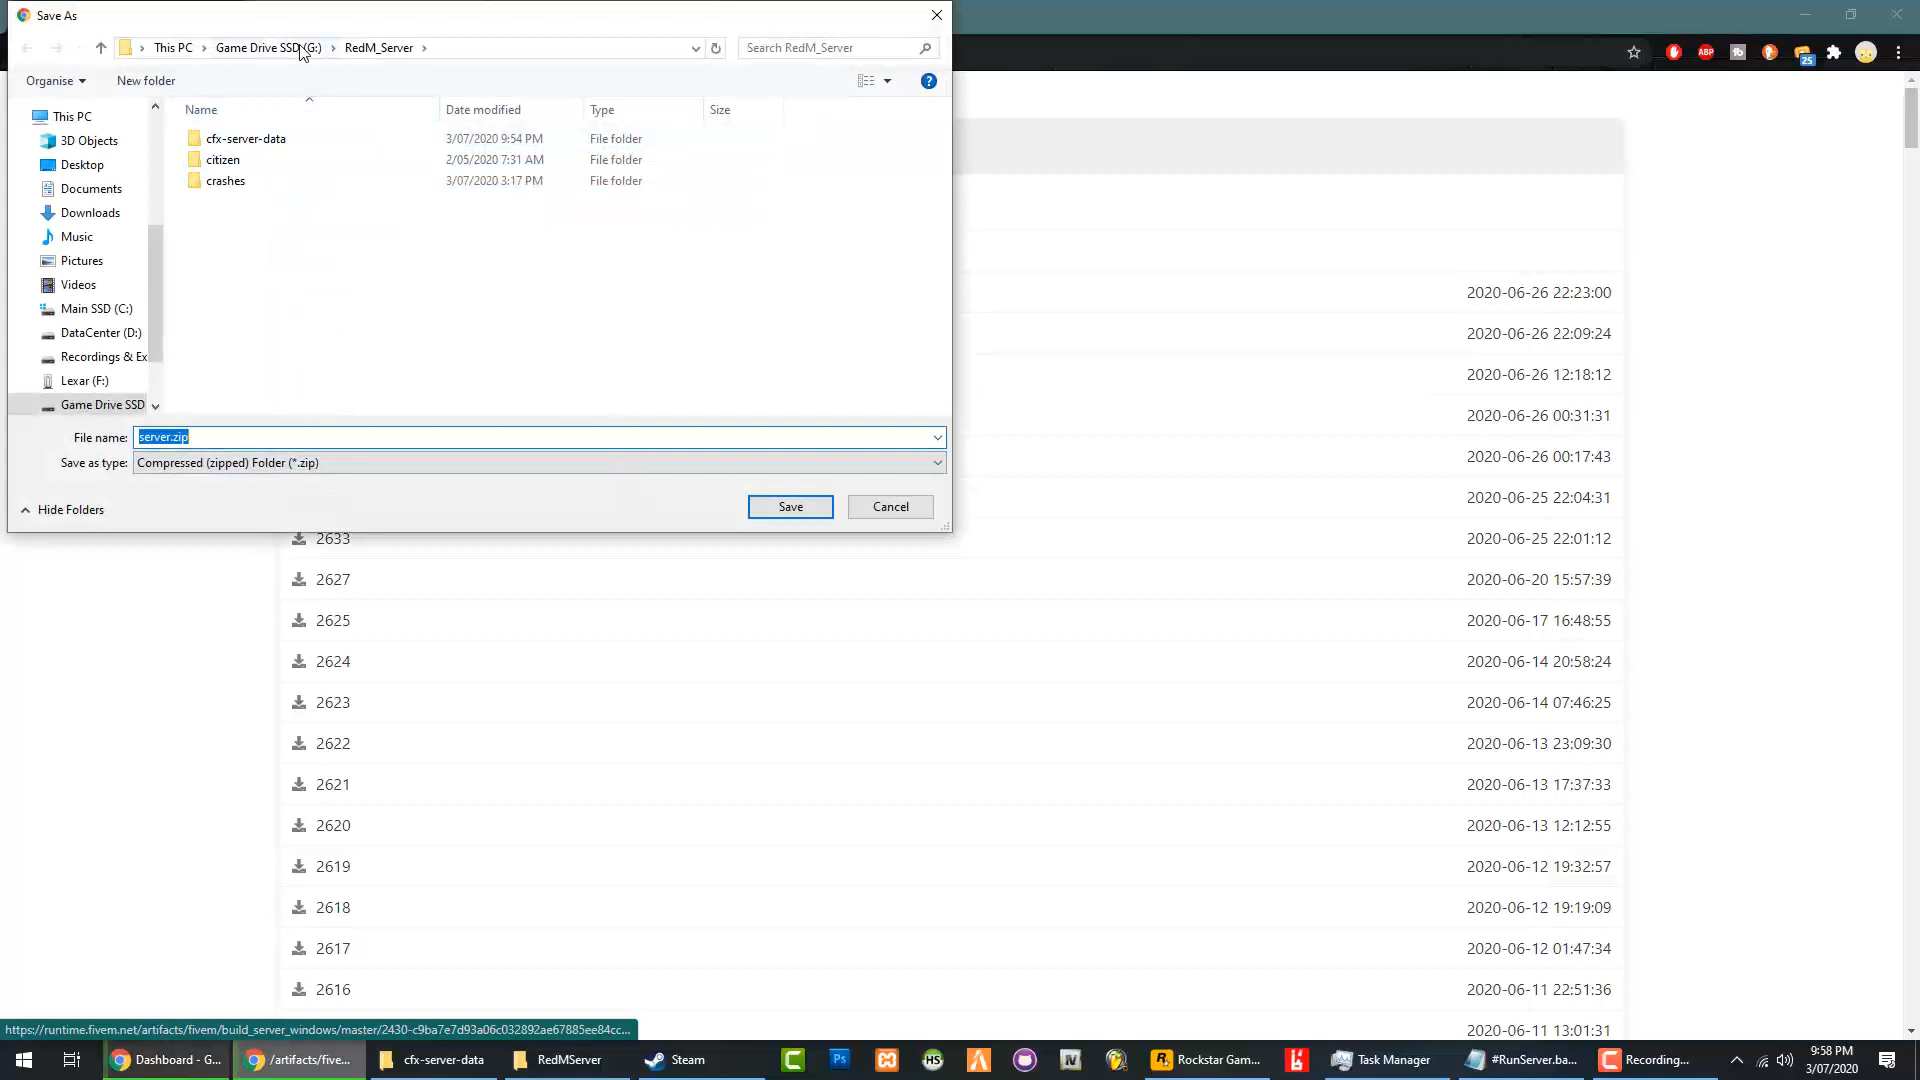 Save As
This PC > Game Drive SSD (G:) > RedM_Server >
Search RedM_Server
Organise
New folder
This PC
3D Objects
Desktop
Documents
Downloads
Music
Pictures
Videos
Main SSD (C:)
DataCenter (D:)
Recordings & Ex
Lexar (F:)
Game Drive SSD
Name Date modified Type Size
cfx-server-data 3/07/2020 9:54 PM File folder
citizen 2/05/2020 7:31 AM File folder
crashes 3/07/2020 3:17 PM File folder
File name: server.zip
Save as type: Compressed (zipped) Folder (*.zip)
Hide Folders
Save
Cancel
ABP
25
2020-06-26 22:23:00
2020-06-26 22:09:24
2020-06-26 12:18:12
2020-06-26 00:31:31
2020-06-26 00:17:43
2020-06-25 22:04:31
2633 2020-06-25 22:01:12
2627 2020-06-20 15:57:39
2625 2020-06-17 16:48:55
2624 2020-06-14 20:58:24
2623 2020-06-14 07:46:25
2622 2020-06-13 23:09:30
2621 2020-06-13 17:37:33
2620 2020-06-13 12:12:55
2619 2020-06-12 19:32:57
2618 2020-06-12 19:19:09
2617 2020-06-12 01:47:34
2616 2020-06-11 22:51:36
2020-06-11 13:01:31
https://runtime.fivem.net/artifacts/fivem/build_server_windows/master/2430-c9ba7e7d93a06c032892ae67885ee84cc...
Dashboard - G...
/artifacts/five...
cfx-server-data
RedMServer
Steam
Ps
HS
IV
R
Rockstar Gam...
Task Manager
#RunServer.ba...
Recording...
9:58 PM
3/07/2020